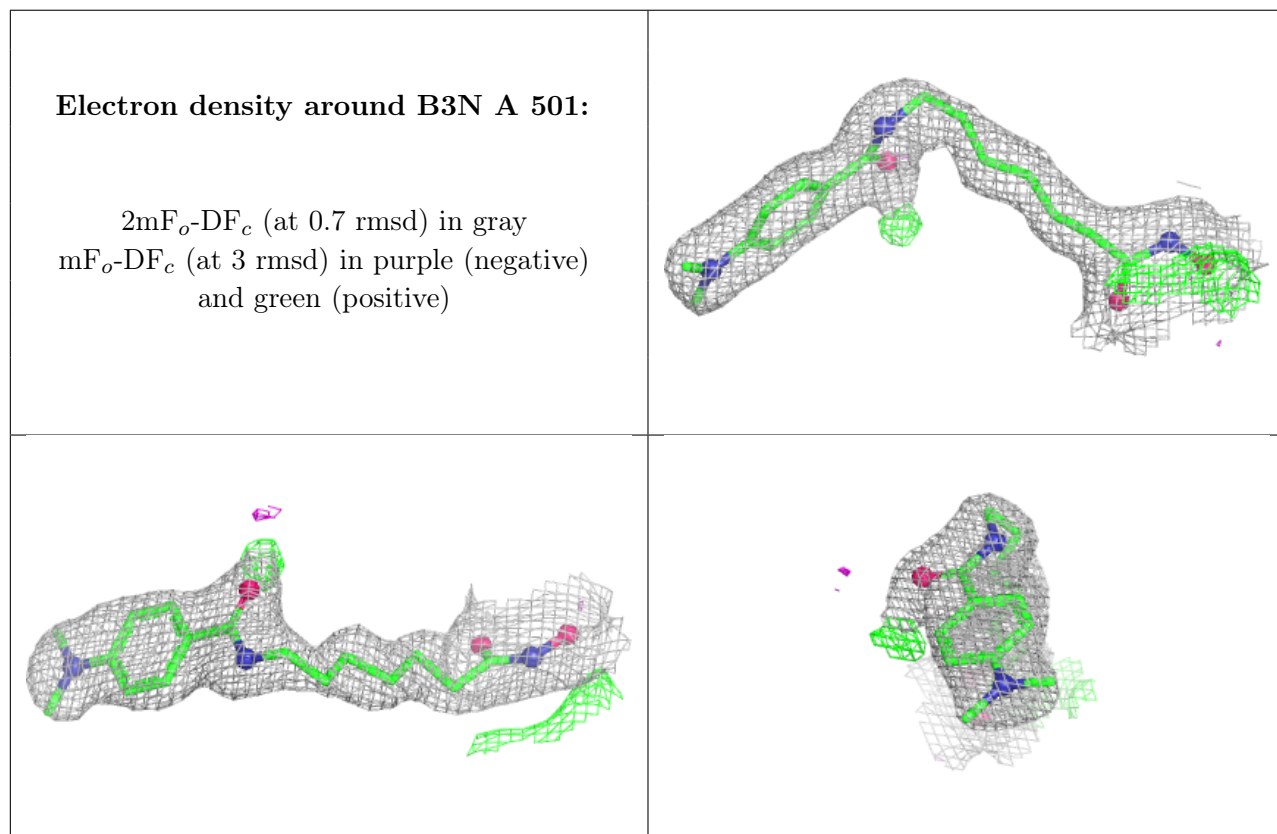 Electron density around B3N A 501:
2mFₒ-DF𝒸 (at 0.7 rmsd) in gray
mFₒ-DF𝒸 (at 3 rmsd) in purple (negative)
and green (positive)